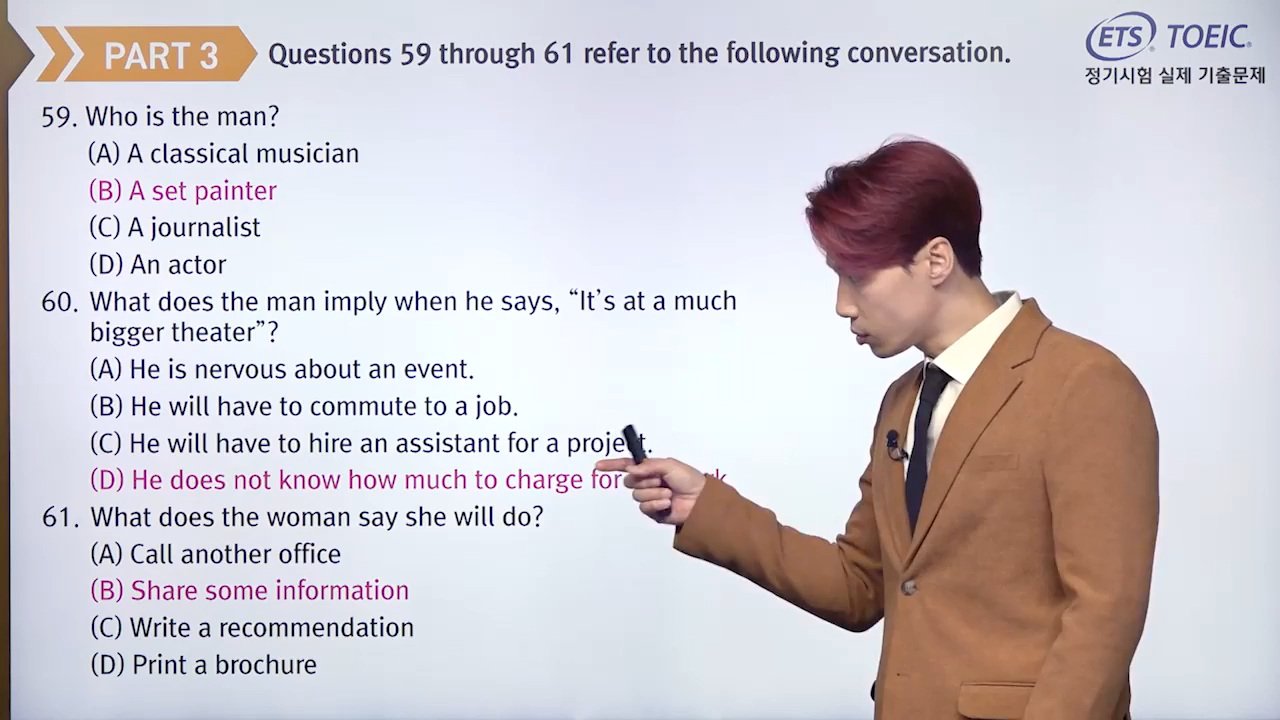 PART 3
Questions 59 through 61 refer to the following conversation.
ETS TOEIC
정기시험 실제 기출문제
59. Who is the man?
(A) A classical musician
(B) A set painter
(C) A journalist
(D) An actor
60. What does the man imply when he says, “It’s at a much
bigger theater”?
(A) He is nervous about an event.
(B) He will have to commute to a job.
(C) He will have to hire an assistant for a project.
(D) He does not know how much to charge for
61. What does the woman say she will do?
(A) Call another office
(B) Share some information
(C) Write a recommendation
(D) Print a brochure